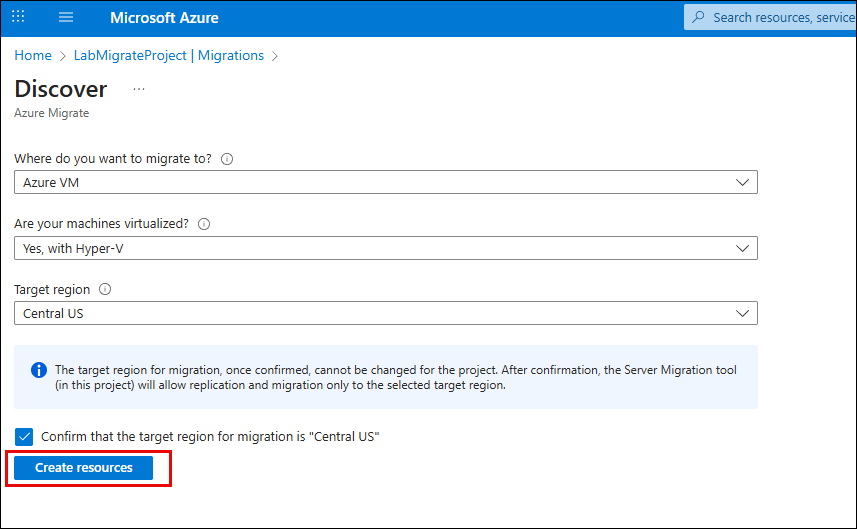 Microsoft Azure
Search resources, service
Home > LabMigrateProject | Migrations >
Discover ...
Azure Migrate
Where do you want to migrate to?
Azure VM
Are your machines virtualized?
Yes, with Hyper-V
Target region
Central US
The target region for migration, once confirmed, cannot be changed for the project. After confirmation, the Server Migration tool
(in this project) will allow replication and migration only to the selected target region.
Confirm that the target region for migration is "Central US"
Create resources